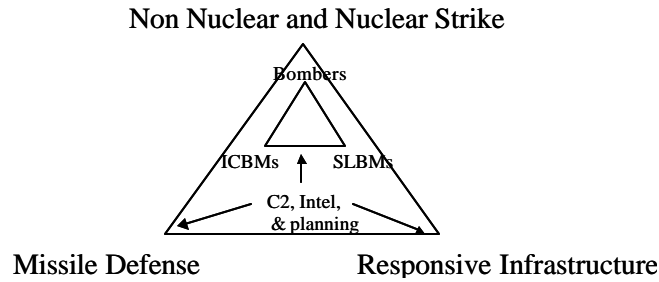 Non Nuclear and Nuclear Strike
Bombers
ICBMs
SLBMs
C2, Intel,
& planning
Missile Defense
Responsive Infrastructure